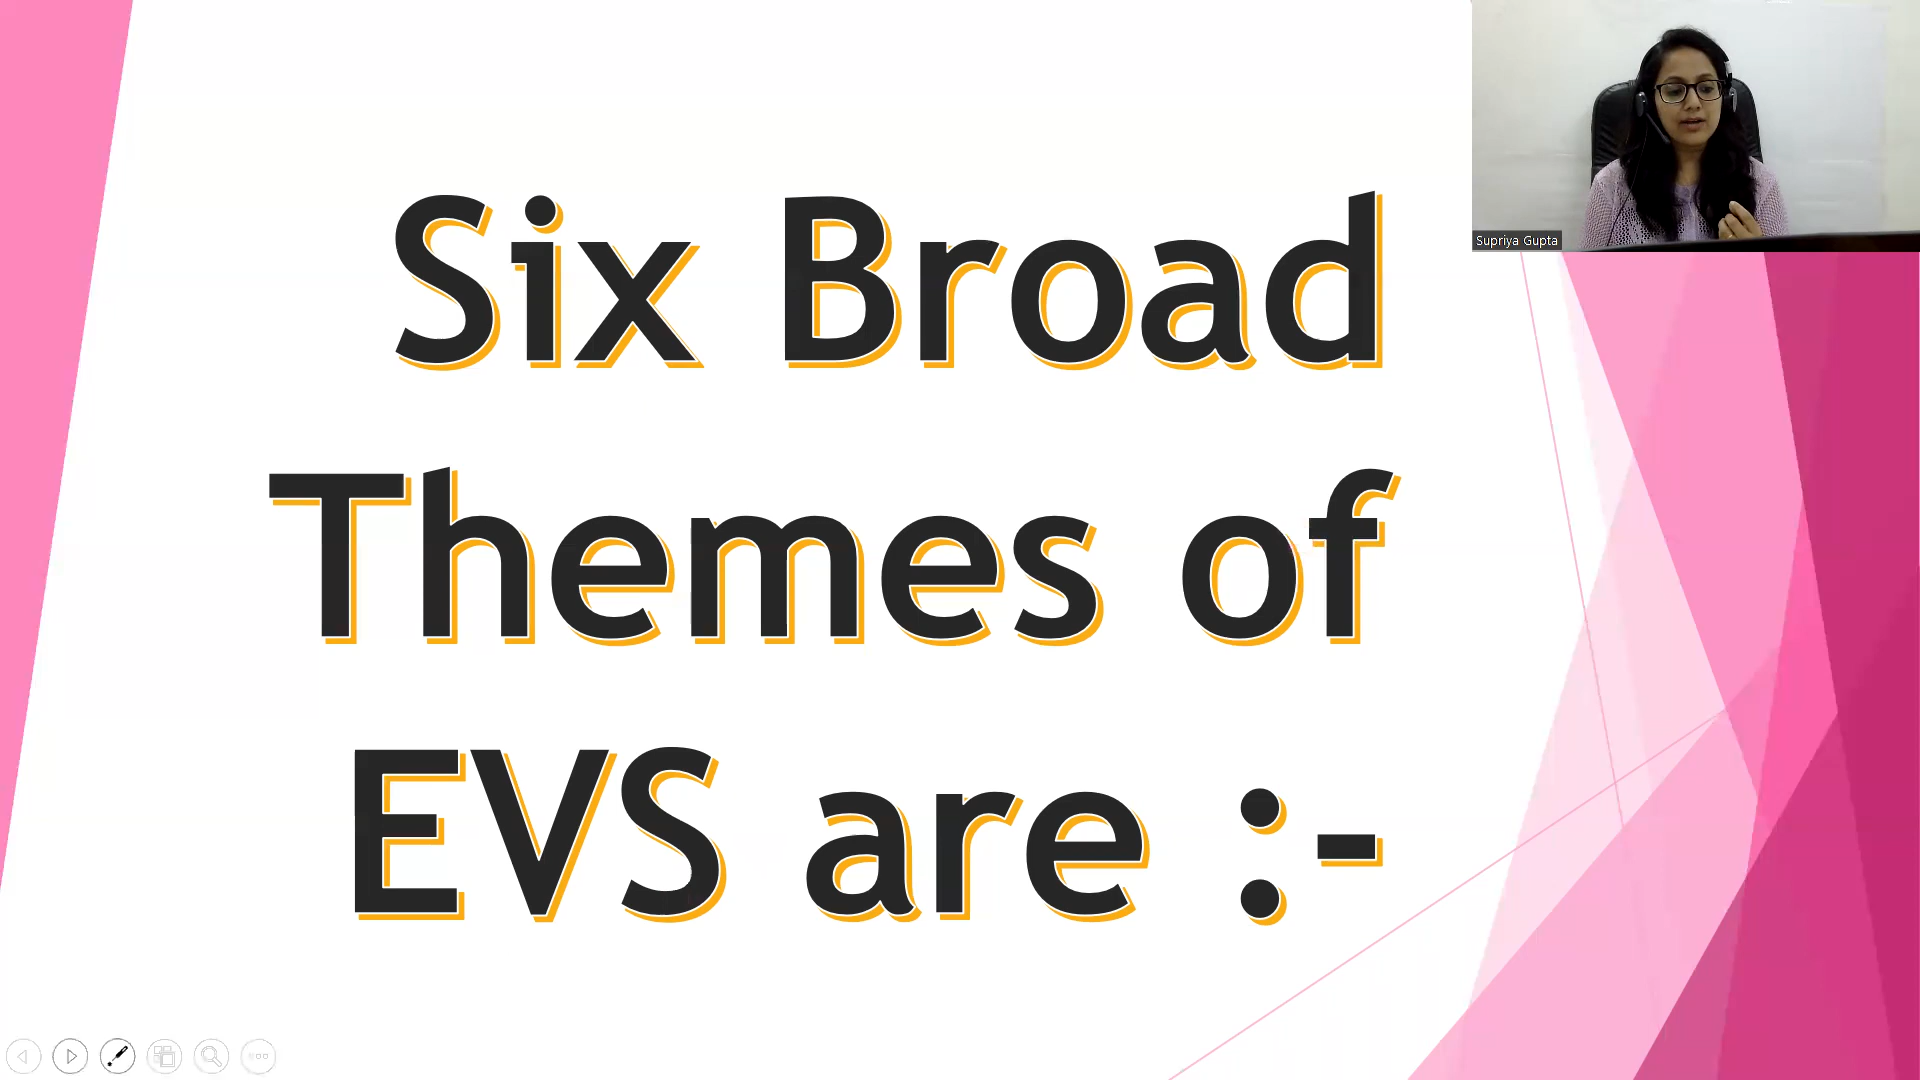 Six Broad
Themes of
EVS are :-
Supriya Gupta